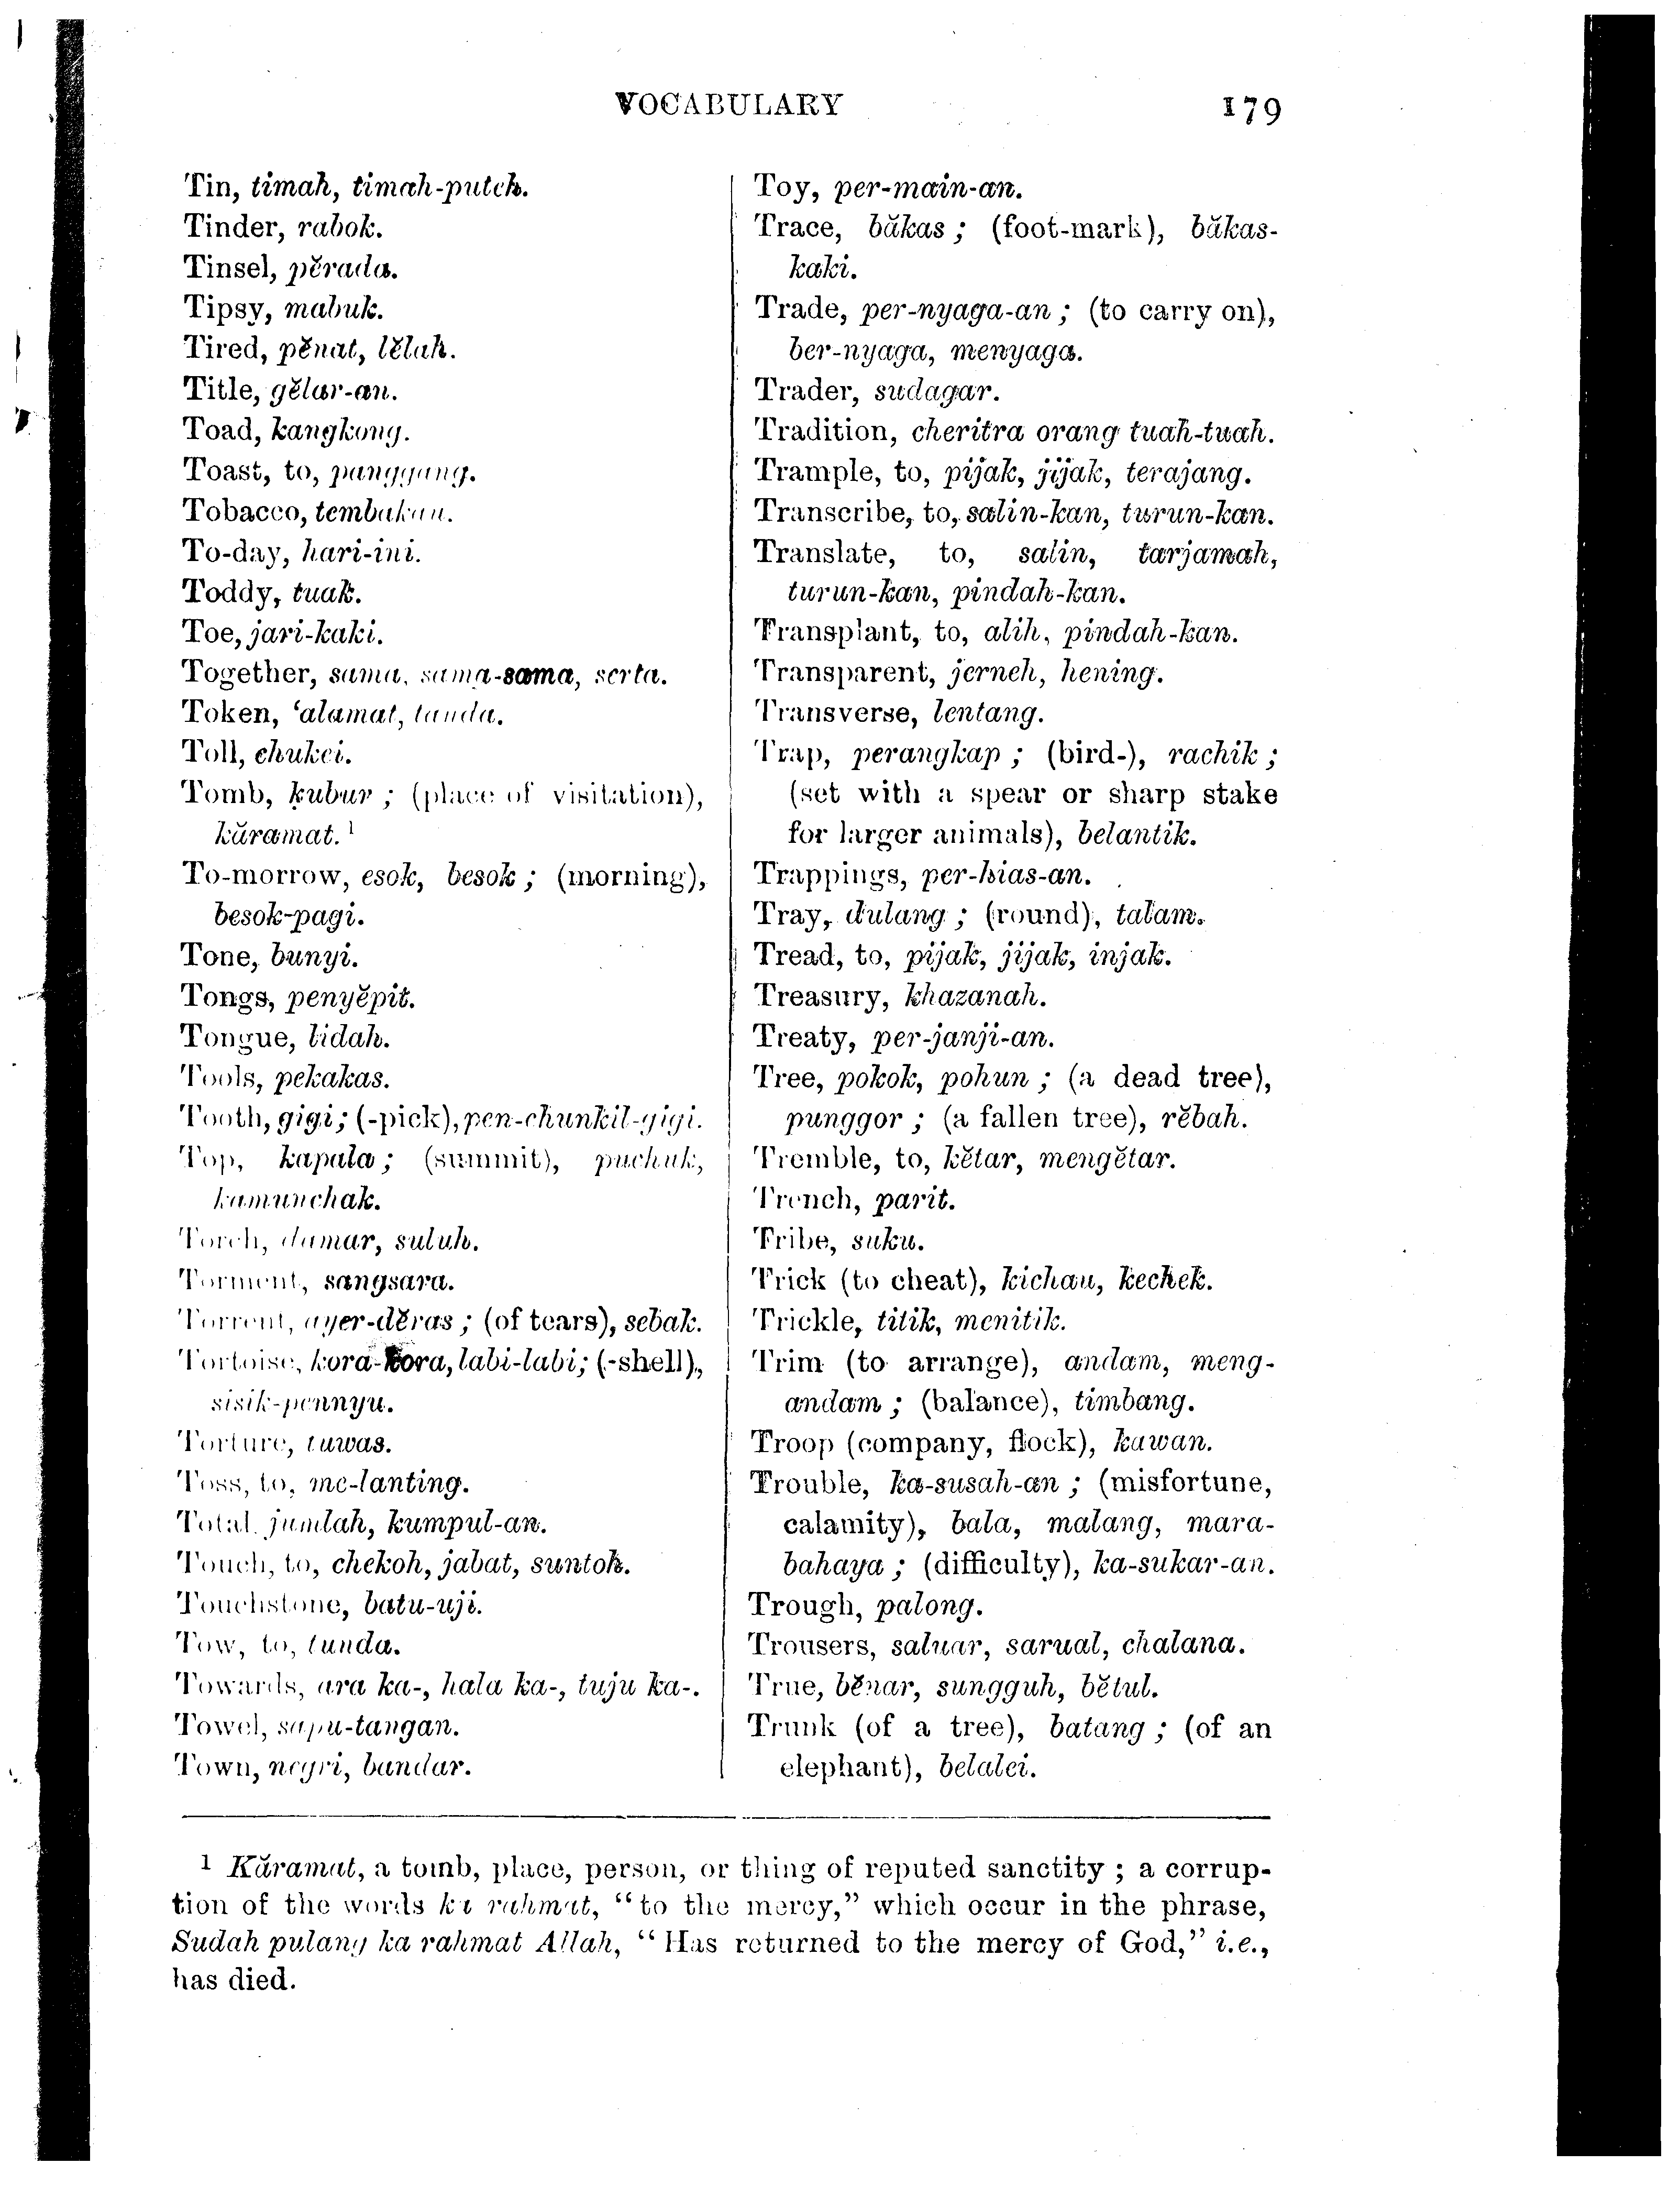 VOCABULARY 179
Tin, timah, timah-puteh.
Tinder, rabok.
Tinsel, pĕrada.
Tipsy, mabuk.
Tired, pĕnat, lĕlah.
Title, gĕlar-an.
Toad, kangkong.
Toast, to, panggang.
Tobacco, tembakau.
To-day, hari-ini.
Toddy, tuak.
Toe, jari-kaki.
Together, sama, sama-sama, serta.
Token, ‘alamat, tanda.
Toll, chukei.
Tomb, kubur ; (place of visitation),
kăramat.¹
To-morrow, esok, besok ; (morning),
besok-pagi.
Tone, bunyi.
Tongs, penyĕpit.
Tongue, lidah.
Tools, pekakas.
Tooth, gigi; (-pick), pen-chunkil-gigi.
Top, kapala ; (summit), puchuk,
kamunchak.
Torch, damar, suluh.
Torment, sangsara.
Torrent, ayer-dĕras ; (of tears), sebak.
Tortoise, kora-kora, labi-labi; (-shell),
sisik-pennyu.
Torture, tuwas.
Toss, to, me-lanting.
Total, jumlah, kumpul-an.
Touch, to, chekoh, jabat, suntoh.
Touchstone, batu-uji.
Tow, to, tunda.
Towards, ara ka-, hala ka-, tuju ka-.
Towel, sapu-tangan.
Town, negri, bandar.
Toy, per-main-an.
Trace, băkas ; (foot-mark), băkas-
kaki.
Trade, per-nyaga-an ; (to carry on),
ber-nyaga, menyaga.
Trader, sudagar.
Tradition, cheritra orang tuah-tuah.
Trample, to, pijak, jijak, terajang.
Transcribe, to, salin-kan, turun-kan.
Translate, to, salin, tarjamah,
turun-kan, pindah-kan.
Transplant, to, alih, pindah-kan.
Transparent, jerneh, hening.
Transverse, lentang.
Trap, perangkap ; (bird-), rachik ;
(set with a spear or sharp stake
for larger animals), belantik.
Trappings, per-hias-an.
Tray, dulang ; (round), talam.
Tread, to, pijak, jijak, injak.
Treasury, khazanah.
Treaty, per-janji-an.
Tree, pokok, pohun ; (a dead tree),
punggor ; (a fallen tree), rĕbah.
Tremble, to, kĕtar, mengĕtar.
Trench, parit.
Tribe, suku.
Trick (to cheat), kichau, kechek.
Trickle, titik, menitik.
Trim (to arrange), andam, meng-
andam ; (balance), timbang.
Troop (company, flock), kawan.
Trouble, ka-susah-an ; (misfortune,
calamity), bala, malang, mara-
bahaya ; (difficulty), ka-sukar-an.
Trough, palong.
Trousers, saluar, sarual, chalana.
True, bĕnar, sungguh, bĕtul.
Trunk (of a tree), batang ; (of an
elephant), belalei.
¹ Kăramat, a tomb, place, person, or thing of reputed sanctity ; a corrup-
tion of the words ka rahmat, “to the mercy,” which occur in the phrase,
Sudah pulang ka rahmat Allah, “Has returned to the mercy of God,” i.e.,
has died.